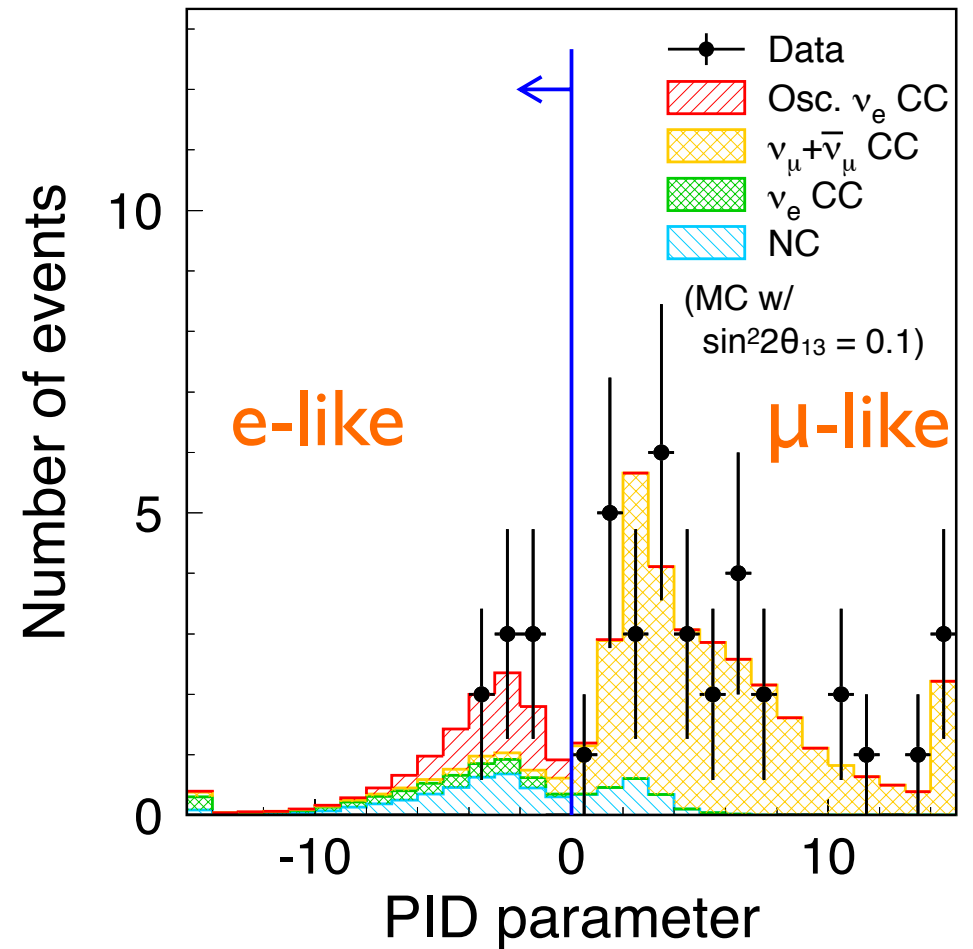 Data
Osc. νe CC
νμ+ν̅μ CC
νe CC
NC
(MC w/
sin²2θ₁₃ = 0.1)
e-like
μ-like
Number of events
10
5
0
-10 0 10
PID parameter